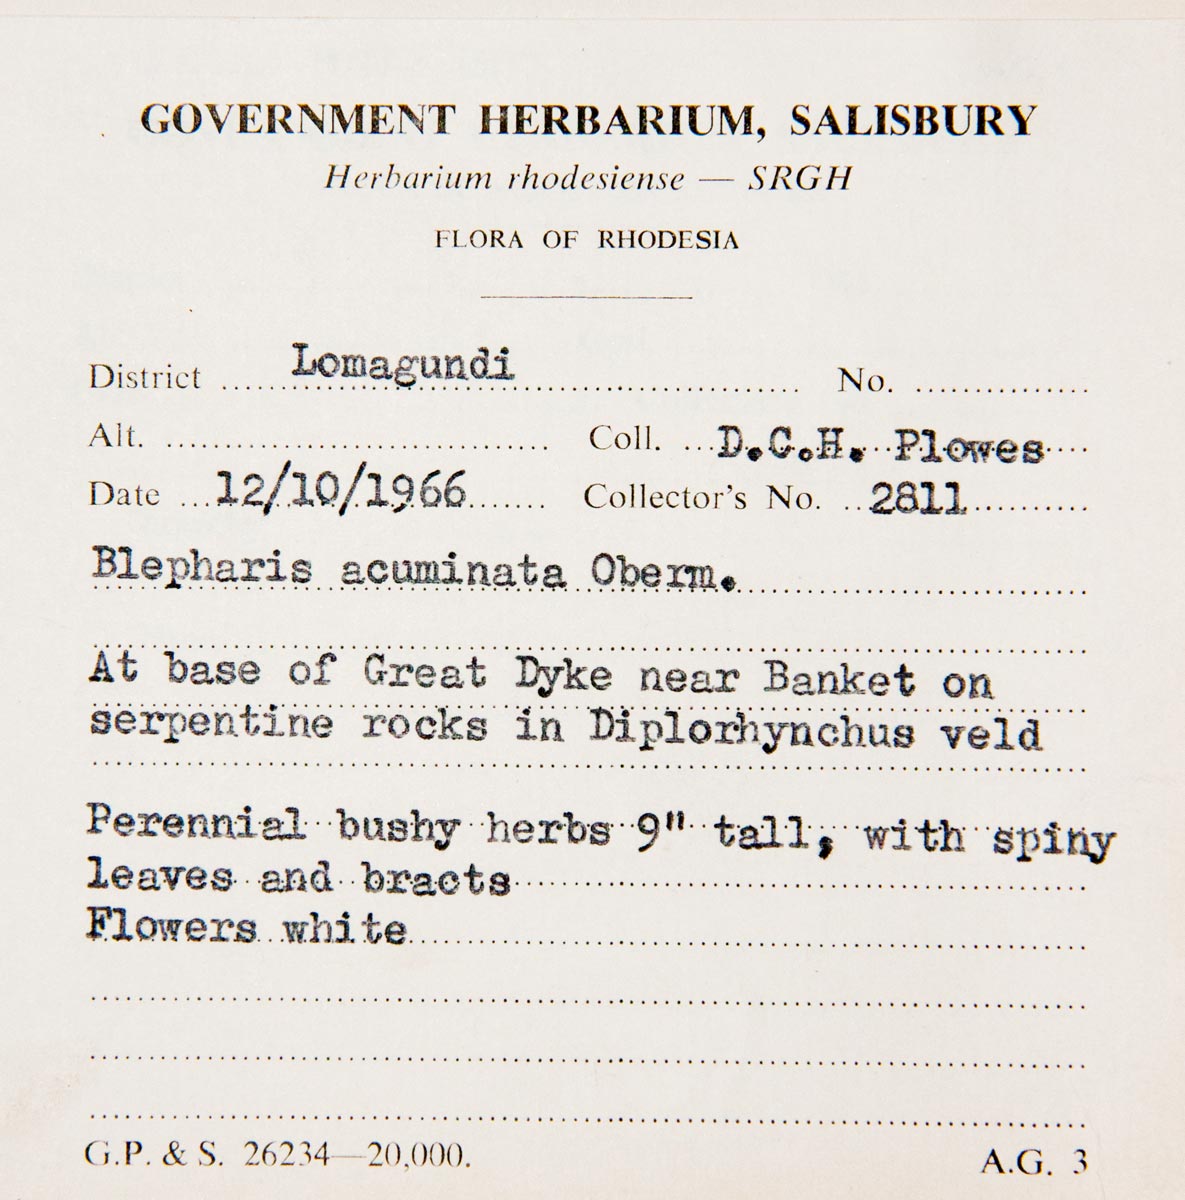 GOVERNMENT HERBARIUM, SALISBURY
Herbarium rhodesiense — SRGH
FLORA OF RHODESIA
District Lomagundi No.
Alt. Coll. D.C.H. Plowes
Date 12/10/1966 Collector's No. 2811
Blepharis acuminata Oberm.
At base of Great Dyke near Banket on
serpentine rocks in Diplorhynchus veld
Perennial bushy herbs 9" tall, with spiny
leaves and bracts
Flowers white
G.P. & S. 26234—20,000. A.G. 3